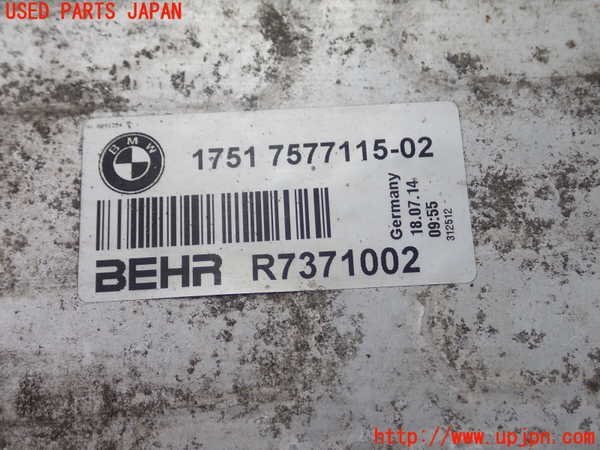 USED PARTS JAPAN
BMW
1751 7577115-02
Germany
18.07.14
09:55
312512
BEHR R7371002
http://www.upjpn.com/